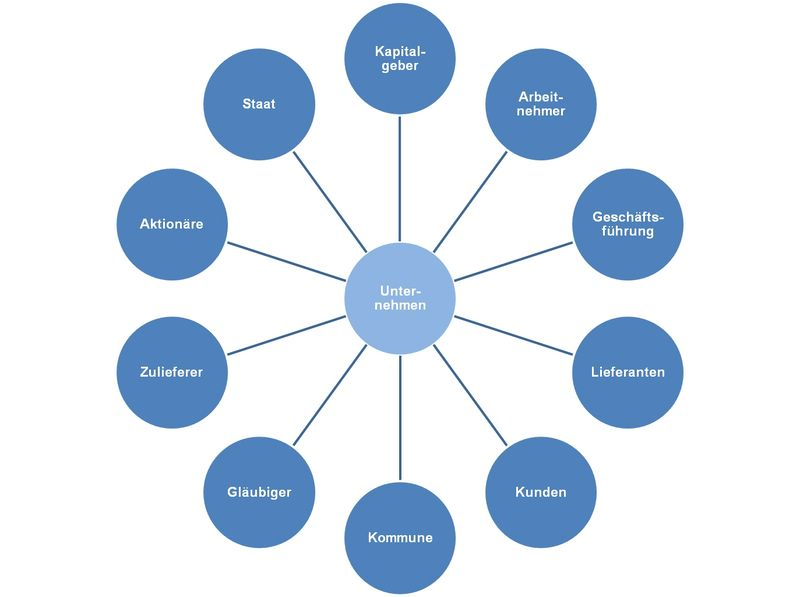 Kapital-
geber
Arbeit-
nehmer
Geschäfts-
führung
Lieferanten
Kunden
Kommune
Gläubiger
Zulieferer
Aktionäre
Staat
Unter-
nehmen